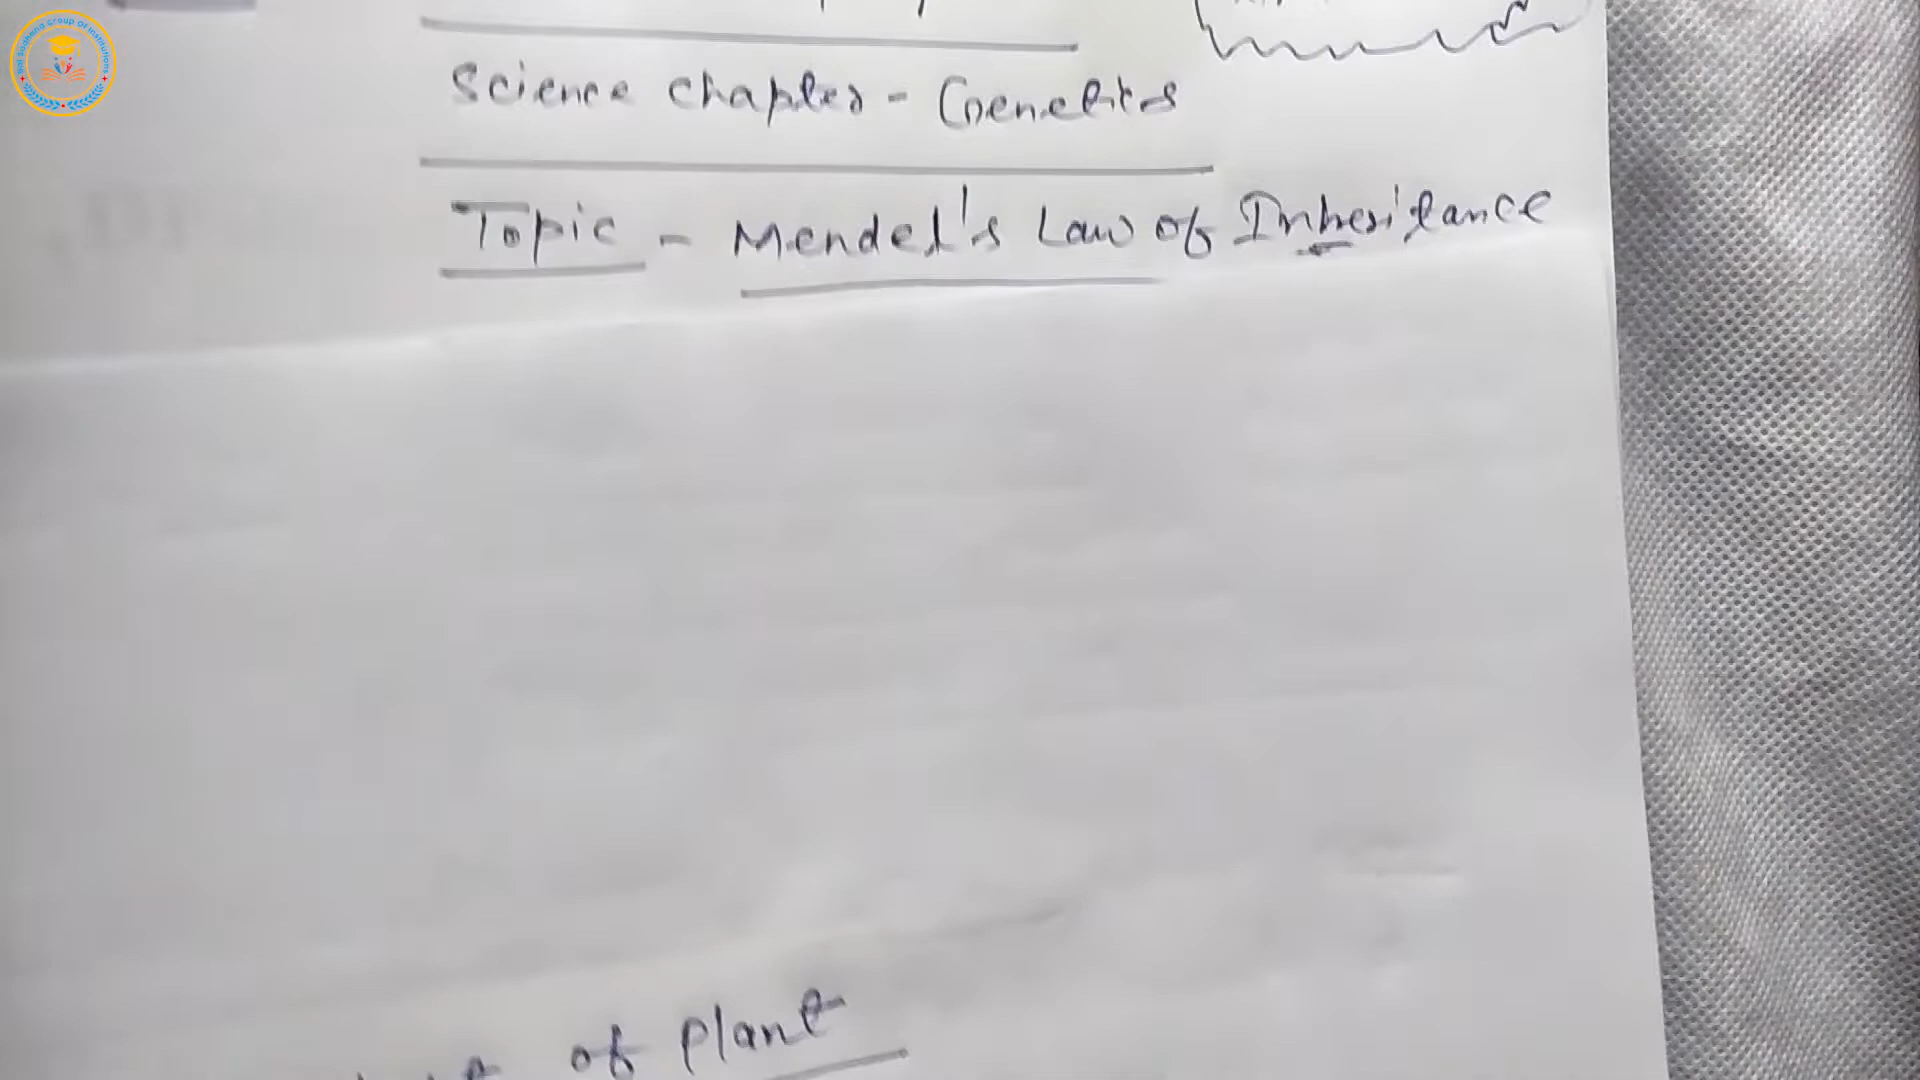 Science chapter - Genetics
Topic - Mendel's Law of Inheritance
of Plant